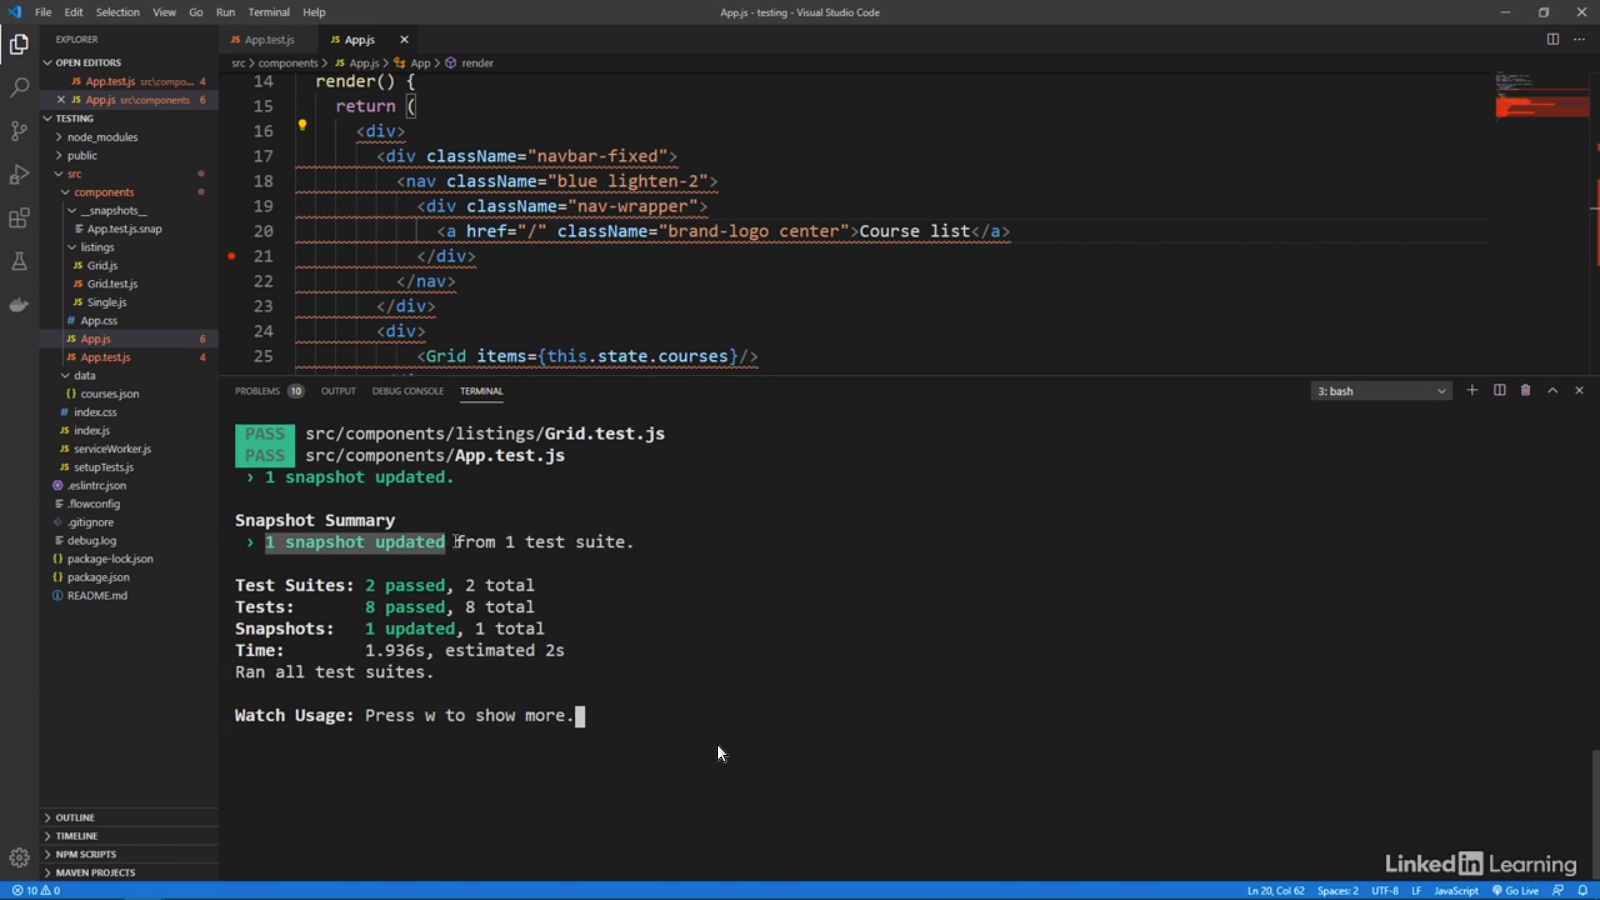 File Edit Selection View Go Run Terminal Help
App.js - testing - Visual Studio Code
EXPLORER
OPEN EDITORS
JS App.test.js src\compo... 4
JS App.js src\components 6
TESTING
node_modules
public
src
components
__snapshots__
App.test.js.snap
listings
JS Grid.js
JS Grid.test.js
JS Single.js
# App.css
JS App.js 6
JS App.test.js 4
data
{} courses.json
# index.css
JS index.js
JS serviceWorker.js
JS setupTests.js
.eslintrc.json
.flowconfig
.gitignore
debug.log
{} package-lock.json
{} package.json
README.md
OUTLINE
TIMELINE
NPM SCRIPTS
MAVEN PROJECTS
JS App.test.js JS App.js
src > components > JS App.js > App > render
14 render() {
15 return (
16 <div>
17 <div className="navbar-fixed">
18 <nav className="blue lighten-2">
19 <div className="nav-wrapper">
20 <a href="/" className="brand-logo center">Course list</a>
21 </div>
22 </nav>
23 </div>
24 <div>
25 <Grid items={this.state.courses}/>
PROBLEMS 10 OUTPUT DEBUG CONSOLE TERMINAL 3: bash
PASS src/components/listings/Grid.test.js
PASS src/components/App.test.js
› 1 snapshot updated.
Snapshot Summary
› 1 snapshot updated from 1 test suite.
Test Suites: 2 passed, 2 total
Tests: 8 passed, 8 total
Snapshots: 1 updated, 1 total
Time: 1.936s, estimated 2s
Ran all test suites.
Watch Usage: Press w to show more.
LinkedIn Learning
10 0 Ln 20, Col 62 Spaces: 2 UTF-8 LF JavaScript Go Live